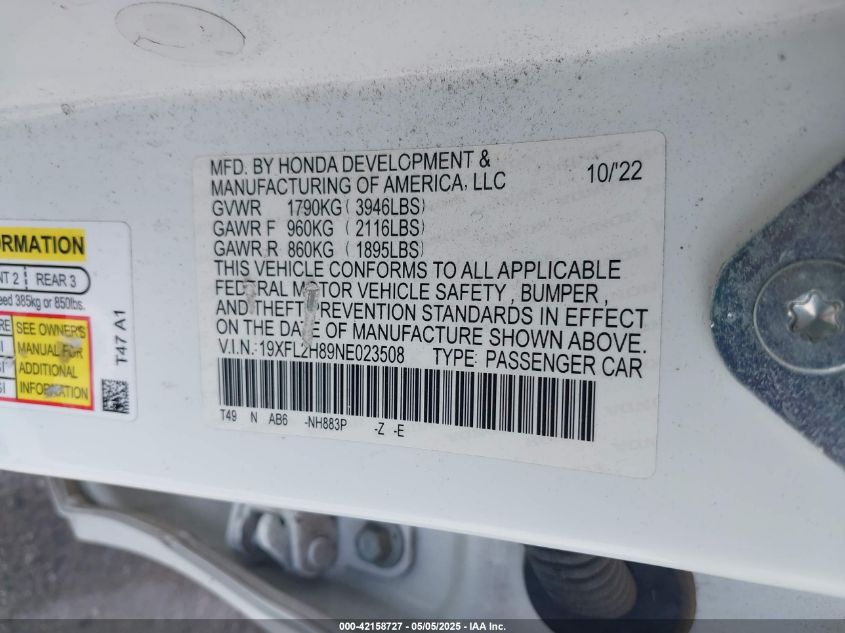 MFD. BY HONDA DEVELOPMENT &
MANUFACTURING OF AMERICA, LLC 10/'22
GVWR 1790KG ( 3946LBS)
GAWR F 960KG ( 2116LBS)
GAWR R 860KG ( 1895LBS)
THIS VEHICLE CONFORMS TO ALL APPLICABLE
FEDERAL MOTOR VEHICLE SAFETY , BUMPER ,
AND THEFT PREVENTION STANDARDS IN EFFECT
ON THE DATE OF MANUFACTURE SHOWN ABOVE.
V.I.N.:19XFL2H89NE023508 TYPE: PASSENGER CAR
T49 N AB6 -NH883P -Z -E
ORMATION
NT 2 REAR 3
eed 385kg or 850lbs.
RE SEE OWNER'S
MANUAL FOR
ADDITIONAL
INFORMATION
T47 A1
000-42158727 - 05/05/2025 - IAA Inc.